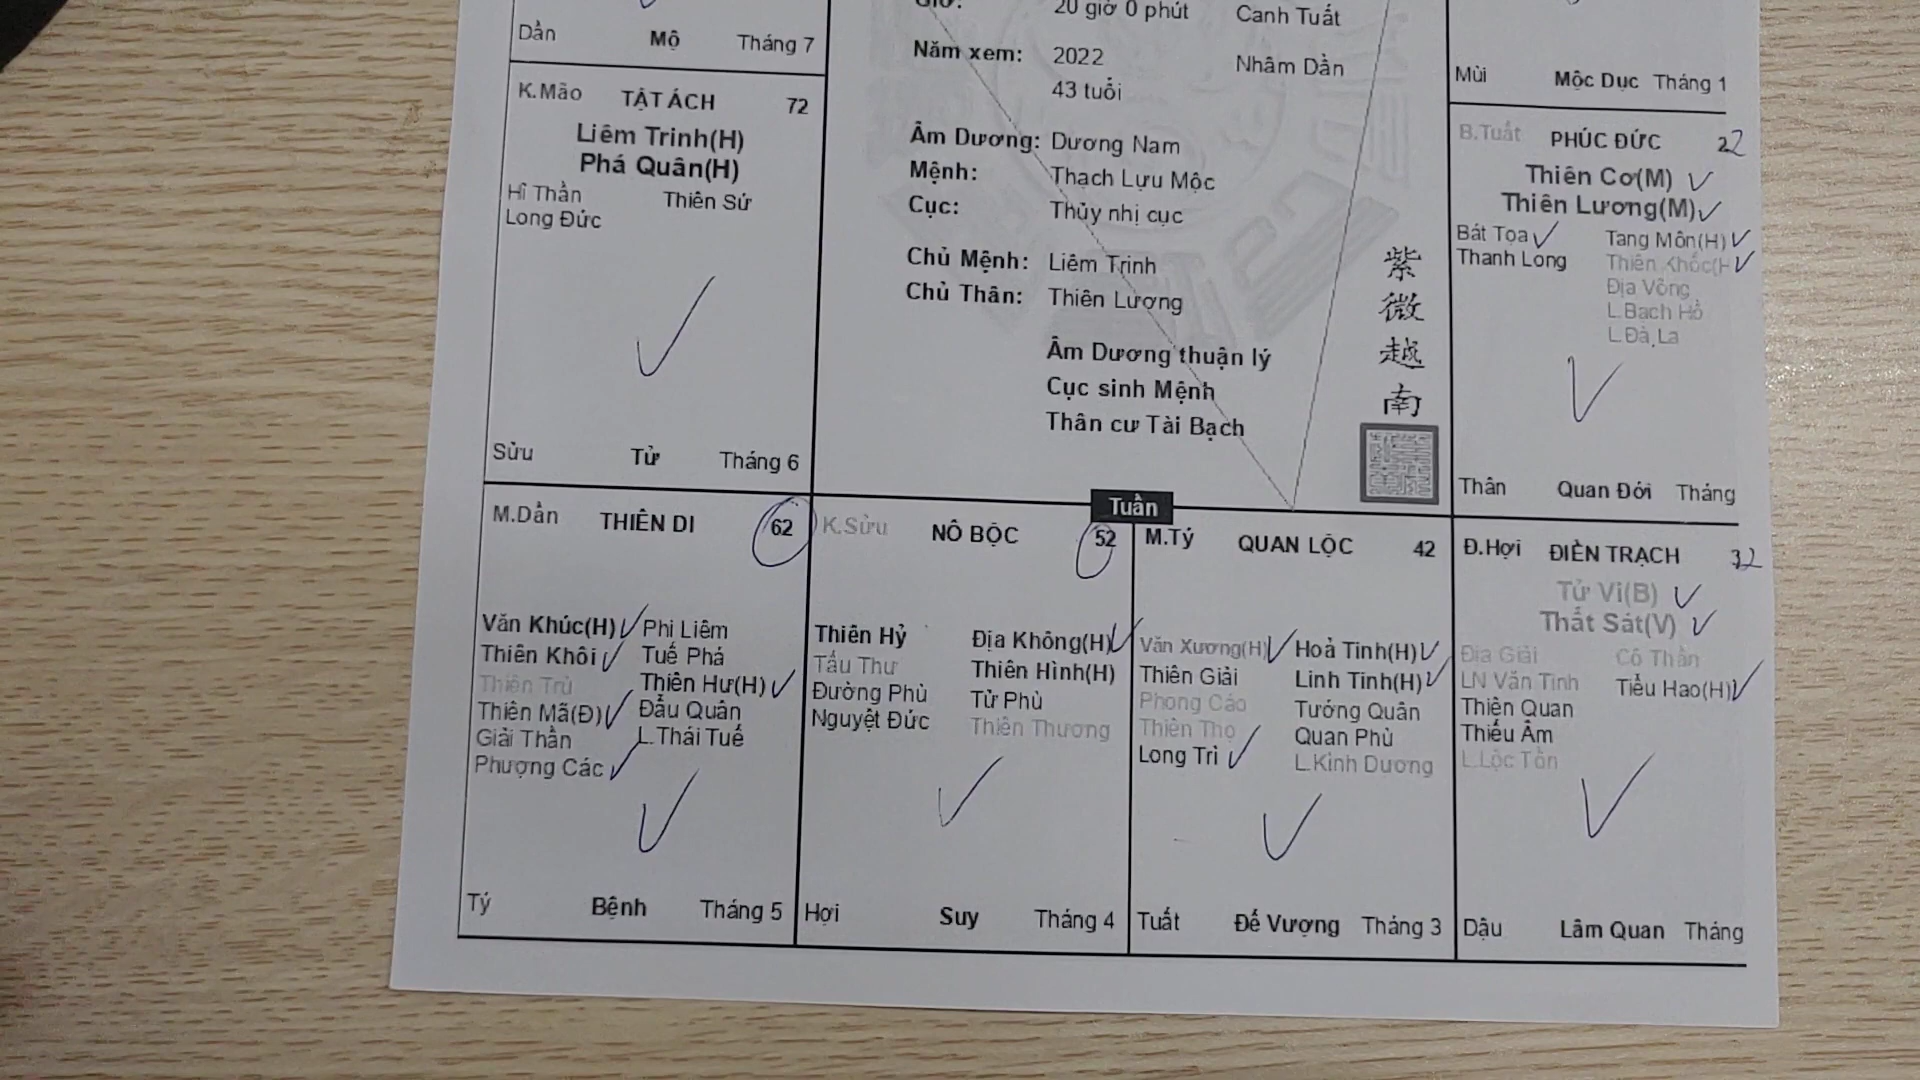 Dần Mộ Tháng 7
K.Mão TẬT ÁCH 72
Liêm Trinh(H)
Phá Quân(H)
Hỉ Thần Thiên Sứ
Long Đức
Sửu Tử Tháng 6
Giờ: 20 giờ 0 phút Canh Tuất
Năm xem: 2022 Nhâm Dần
43 tuổi
Âm Dương: Dương Nam
Mệnh: Thạch Lựu Mộc
Cục: Thủy nhị cục
Chủ Mệnh: Liêm Trinh
Chủ Thân: Thiên Lương
Âm Dương thuận lý
Cục sinh Mệnh
Thân cư Tài Bạch
紫
微
越
南
Mùi Mộc Dục Tháng 1
B.Tuất PHÚC ĐỨC 22
Thiên Cơ(M)
Thiên Lương(M)
Bát Tọa Tang Môn(H)
Thanh Long Thiên Khốc(H
Địa Võng
L.Bạch Hổ
L.Đà La
Thân Quan Đới Tháng
Tuần
M.Dần THIÊN DI 62
Văn Khúc(H) Phi Liêm
Thiên Khôi Tuế Phá
Thiên Trù Thiên Hư(H)
Thiên Mã(Đ) Đẩu Quân
Giải Thần L.Thái Tuế
Phượng Các
Tý Bệnh Tháng 5
K.Sửu NÔ BỘC 52
Thiên Hỷ Địa Không(H)
Tấu Thư Thiên Hình(H)
Đường Phù Tử Phù
Nguyệt Đức Thiên Thương
Hợi Suy Tháng 4
M.Tý QUAN LỘC 42
Văn Xương(H) Hoả Tinh(H)
Thiên Giải Linh Tinh(H)
Phong Cáo Tướng Quân
Thiên Thọ Quan Phù
Long Trì L.Kình Dương
Tuất Đế Vượng Tháng 3
Đ.Hợi ĐIỀN TRẠCH 32
Tử Vi(B)
Thất Sát(V)
Địa Giải Cô Thần
LN Văn Tinh Tiểu Hao(H)
Thiên Quan
Thiếu Âm
L.Lộc Tồn
Dậu Lâm Quan Tháng